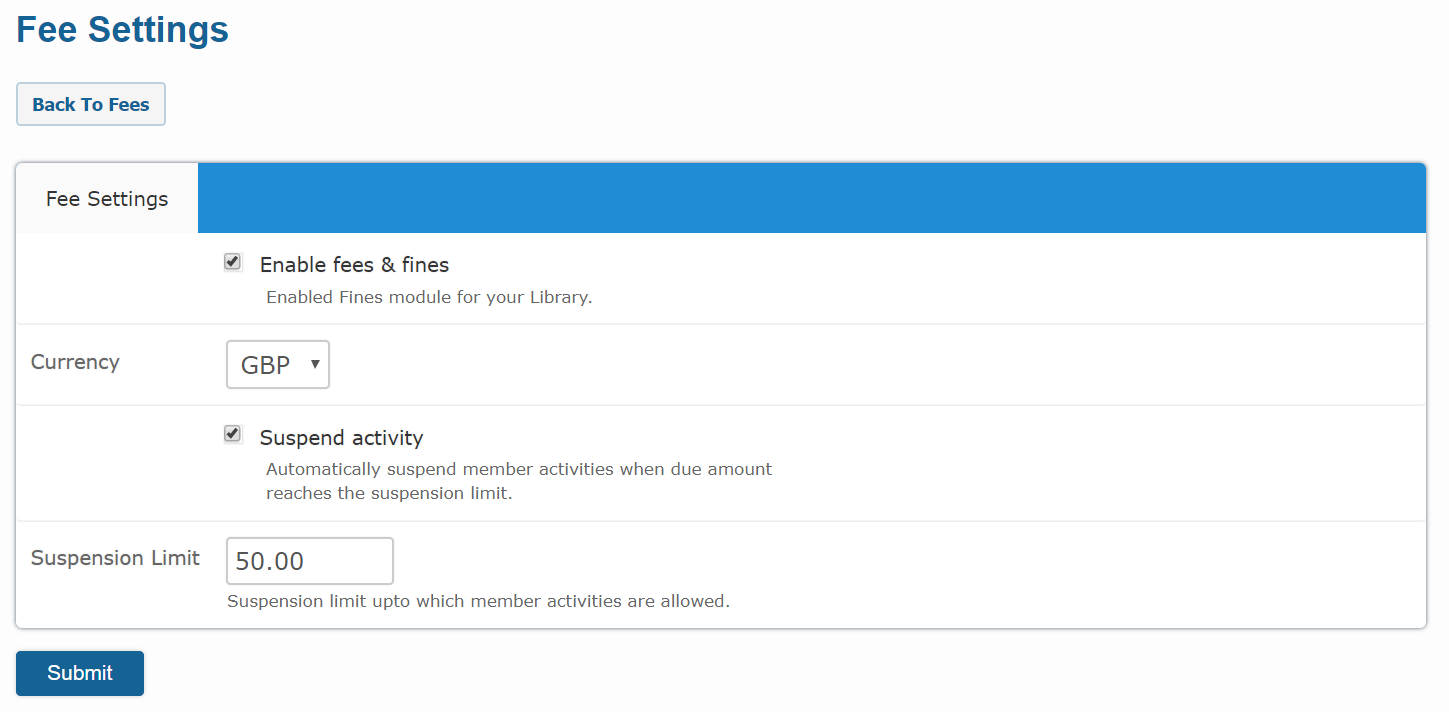 Fee Settings
Back To Fees
Fee Settings
Enable fees & fines
Enabled Fines module for your Library.
Currency
GBP
Suspend activity
Automatically suspend member activities when due amount
reaches the suspension limit.
Suspension Limit
50.00
Suspension limit upto which member activities are allowed.
Submit